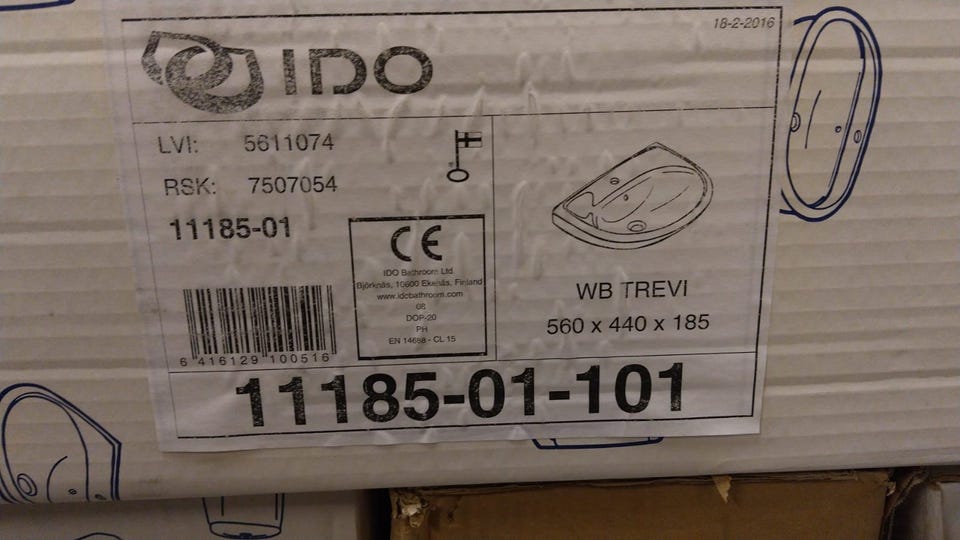 18-2-2016
IDO
LVI: 5611074
RSK: 7507054
11185-01
CE
IDO Bathroom Ltd
Björknäs, 10600 Ekenäs, Finland
www.idobathroom.com
08
DOP-20
PH
EN 14688 - CL 15
6 416129 100516
WB TREVI
560 x 440 x 185
11185-01-101